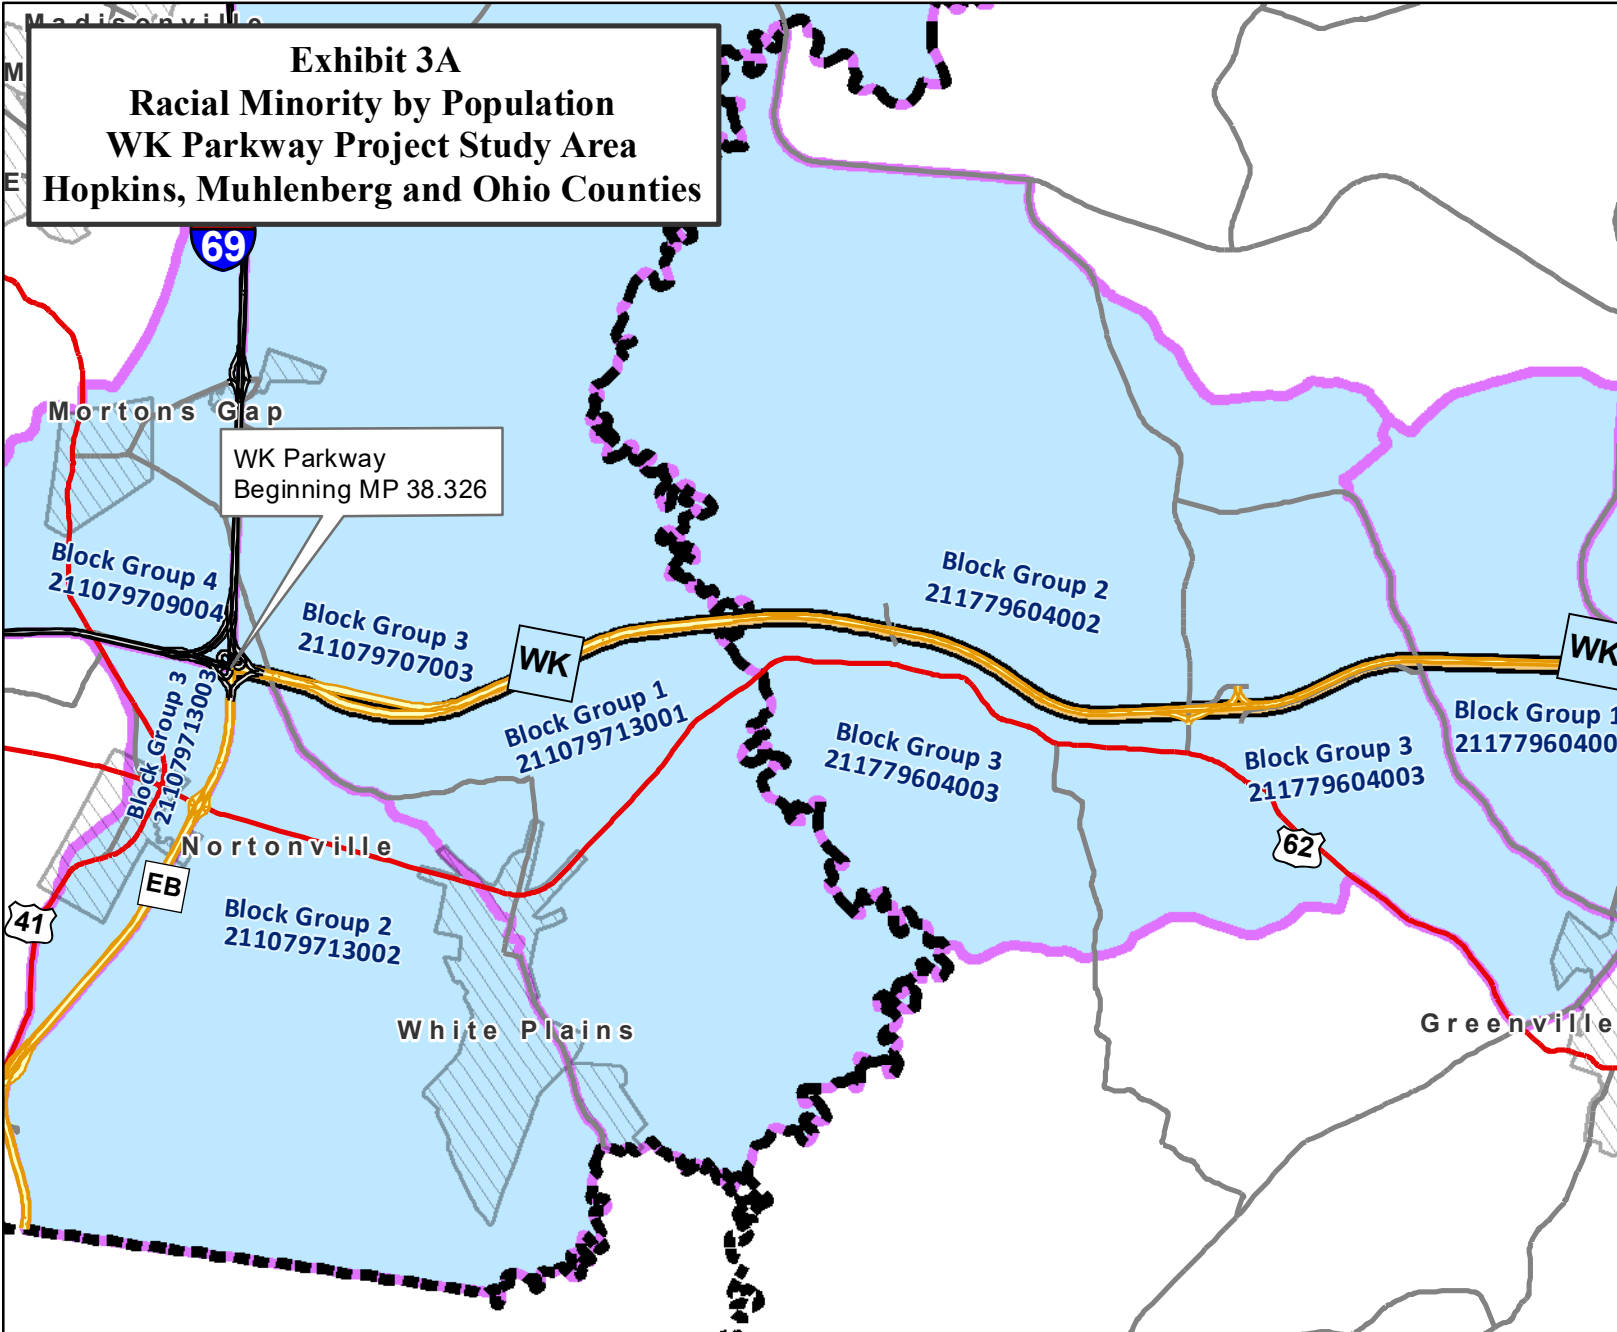 Madisonville
M
E
Exhibit 3A
Racial Minority by Population
WK Parkway Project Study Area
Hopkins, Muhlenberg and Ohio Counties
69
Mortons Gap
WK Parkway
Beginning MP 38.326
Block Group 4
211079709004
Block Group 3
211079707003
WK
Block Group 2
211779604002
WK
Block Group 3
211079713003
Block Group 1
211079713001
Block Group 3
211779604003
Block Group 3
211779604003
Block Group 1
21177960400
Nortonville
62
EB
41
Block Group 2
211079713002
White Plains
Greenville